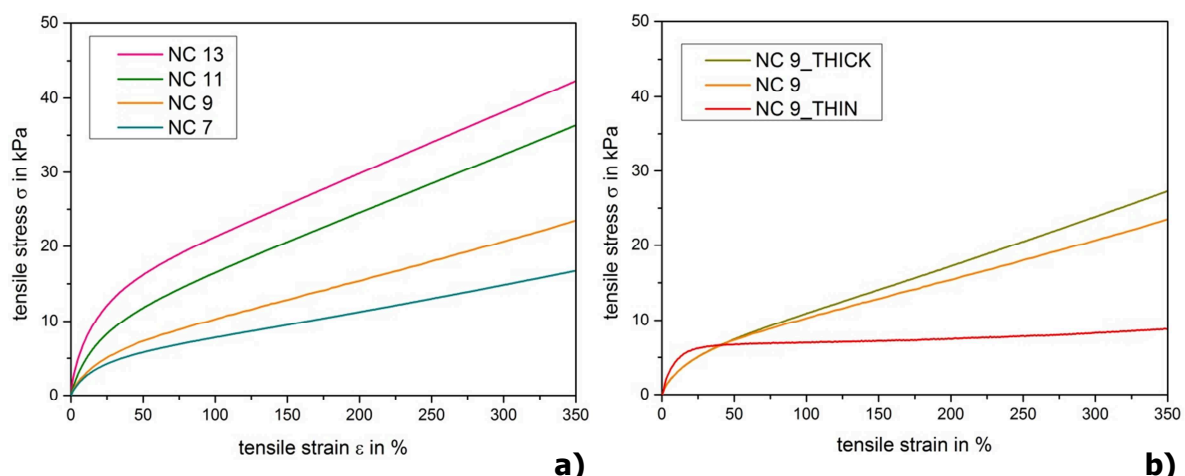 50
40
30
20
10
0
tensile stress σ in kPa
NC 13
NC 11
NC 9
NC 7
0 50 100 150 200 250 300 350
tensile strain ε in %
a)
50
40
30
20
10
0
tensile stress σ in kPa
NC 9_THICK
NC 9
NC 9_THIN
0 50 100 150 200 250 300 350
tensile strain in %
b)